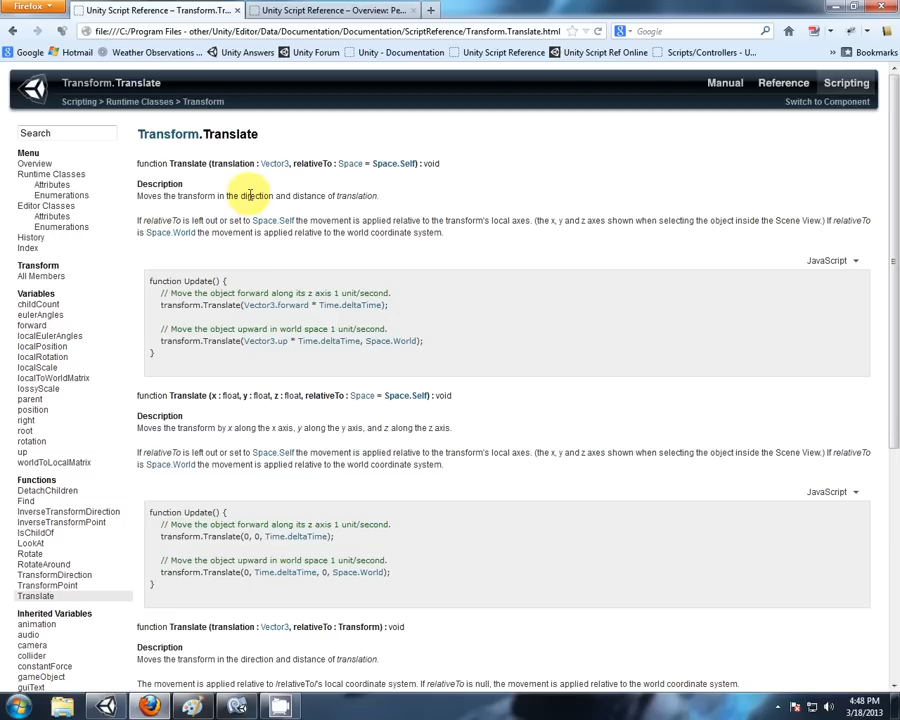 Firefox
Unity Script Reference – Transform.Tr...
Unity Script Reference – Overview: Pe...
file:///C:/Program Files - other/Unity/Editor/Data/Documentation/Documentation/ScriptReference/Transform.Translate.html
Google
Google
Hotmail
Weather Observations ...
Unity Answers
Unity Forum
Unity - Documentation
Unity Script Reference
Unity Script Ref Online
Scripts/Controllers - U...
»
Bookmarks
Transform.Translate
Manual
Reference
Scripting
Scripting > Runtime Classes > Transform
Switch to Component
Search
Menu
Overview
Runtime Classes
Attributes
Enumerations
Editor Classes
Attributes
Enumerations
History
Index
Transform
All Members
Variables
childCount
eulerAngles
forward
localEulerAngles
localPosition
localRotation
localScale
localToWorldMatrix
lossyScale
parent
position
right
root
rotation
up
worldToLocalMatrix
Functions
DetachChildren
Find
InverseTransformDirection
InverseTransformPoint
IsChildOf
LookAt
Rotate
RotateAround
TransformDirection
TransformPoint
Translate
Inherited Variables
animation
audio
camera
collider
constantForce
gameObject
guiText
Transform.Translate
function Translate (translation : Vector3, relativeTo : Space = Space.Self) : void
Description
Moves the transform in the direction and distance of translation.
If relativeTo is left out or set to Space.Self the movement is applied relative to the transform's local axes. (the x, y and z axes shown when selecting the object inside the Scene View.) If relativeTo
is Space.World the movement is applied relative to the world coordinate system.
JavaScript
function Update() {
// Move the object forward along its z axis 1 unit/second.
transform.Translate(Vector3.forward * Time.deltaTime);
// Move the object upward in world space 1 unit/second.
transform.Translate(Vector3.up * Time.deltaTime, Space.World);
}
function Translate (x : float, y : float, z : float, relativeTo : Space = Space.Self) : void
Description
Moves the transform by x along the x axis, y along the y axis, and z along the z axis.
If relativeTo is left out or set to Space.Self the movement is applied relative to the transform's local axes. (the x, y and z axes shown when selecting the object inside the Scene View.) If relativeTo
is Space.World the movement is applied relative to the world coordinate system.
JavaScript
function Update() {
// Move the object forward along its z axis 1 unit/second.
transform.Translate(0, 0, Time.deltaTime);
// Move the object upward in world space 1 unit/second.
transform.Translate(0, Time.deltaTime, 0, Space.World);
}
function Translate (translation : Vector3, relativeTo : Transform) : void
Description
Moves the transform in the direction and distance of translation.
The movement is applied relative to /relativeTo/'s local coordinate system. If relativeTo is null, the movement is applied relative to the world coordinate system.
4:48 PM
3/18/2013